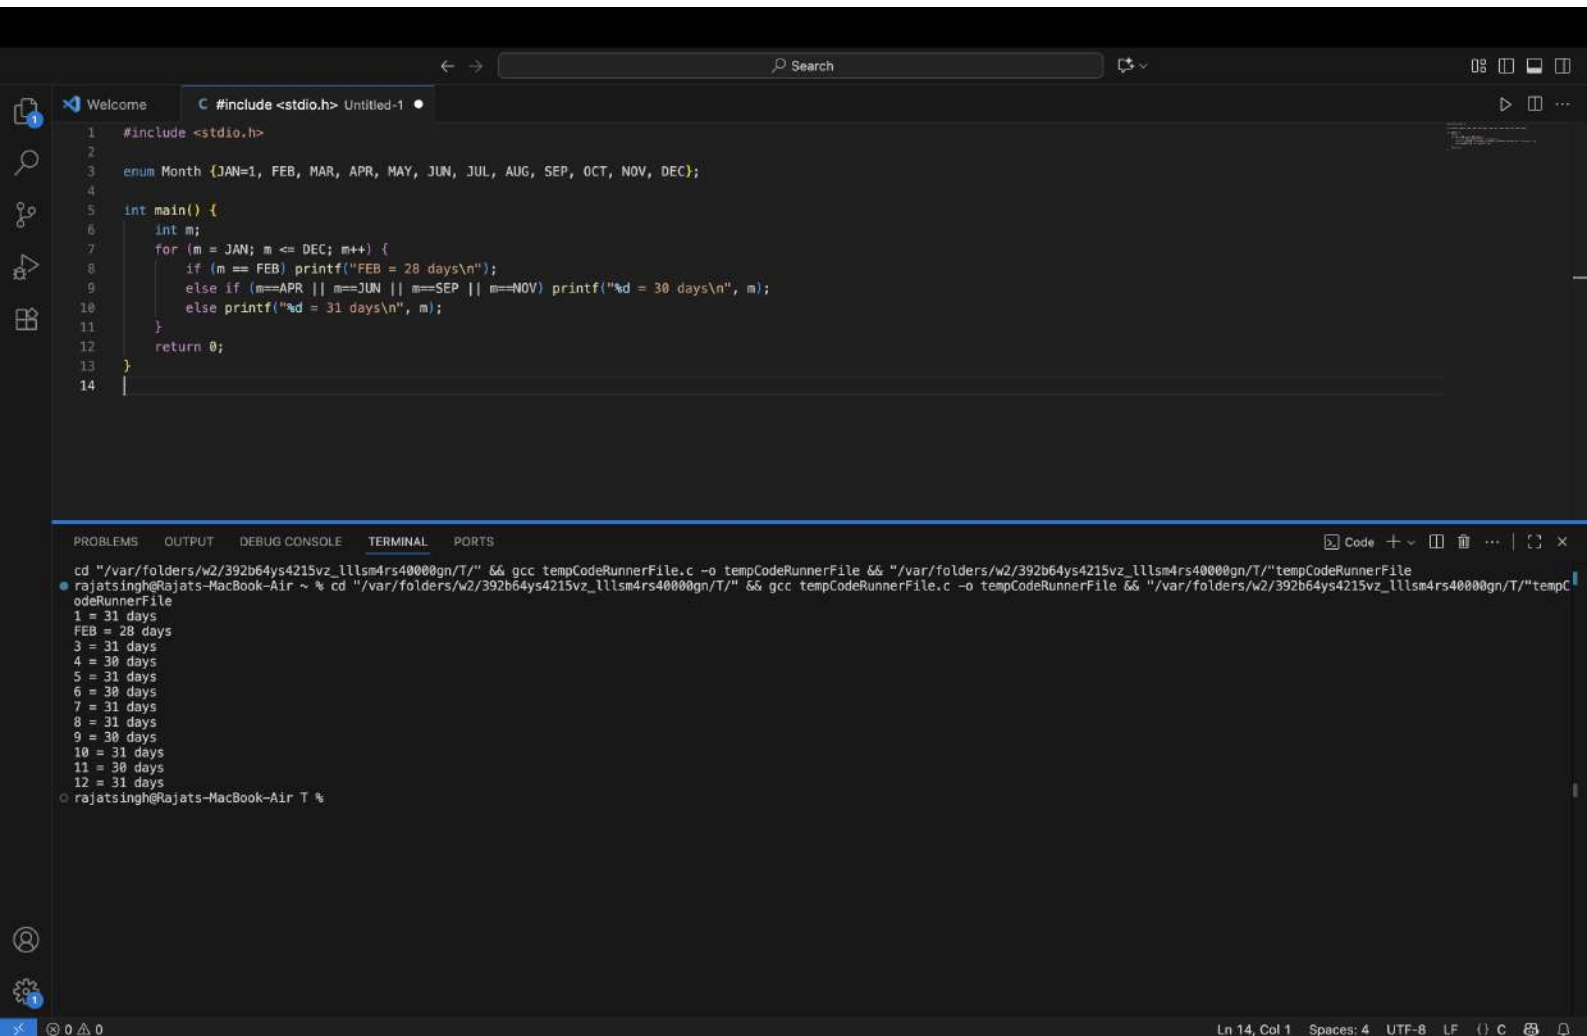 Search
Welcome
C #include <stdio.h> Untitled-1
1 #include <stdio.h>
2
3 enum Month {JAN=1, FEB, MAR, APR, MAY, JUN, JUL, AUG, SEP, OCT, NOV, DEC};
4
5 int main() {
6     int m;
7     for (m = JAN; m <= DEC; m++) {
8         if (m == FEB) printf("FEB = 28 days\n");
9         else if (m==APR || m==JUN || m==SEP || m==NOV) printf("%d = 30 days\n", m);
10         else printf("%d = 31 days\n", m);
11     }
12     return 0;
13 }
14
1
PROBLEMS OUTPUT DEBUG CONSOLE TERMINAL PORTS
Code
cd "/var/folders/w2/392b64ys4215vz_lllsm4rs40000gn/T/" && gcc tempCodeRunnerFile.c -o tempCodeRunnerFile && "/var/folders/w2/392b64ys4215vz_lllsm4rs40000gn/T/"tempCodeRunnerFile
rajatsingh@Rajats-MacBook-Air ~ % cd "/var/folders/w2/392b64ys4215vz_lllsm4rs40000gn/T/" && gcc tempCodeRunnerFile.c -o tempCodeRunnerFile && "/var/folders/w2/392b64ys4215vz_lllsm4rs40000gn/T/"tempC
odeRunnerFile
1 = 31 days
FEB = 28 days
3 = 31 days
4 = 30 days
5 = 31 days
6 = 30 days
7 = 31 days
8 = 31 days
9 = 30 days
10 = 31 days
11 = 30 days
12 = 31 days
rajatsingh@Rajats-MacBook-Air T %
1
0 0
Ln 14, Col 1 Spaces: 4 UTF-8 LF {} C